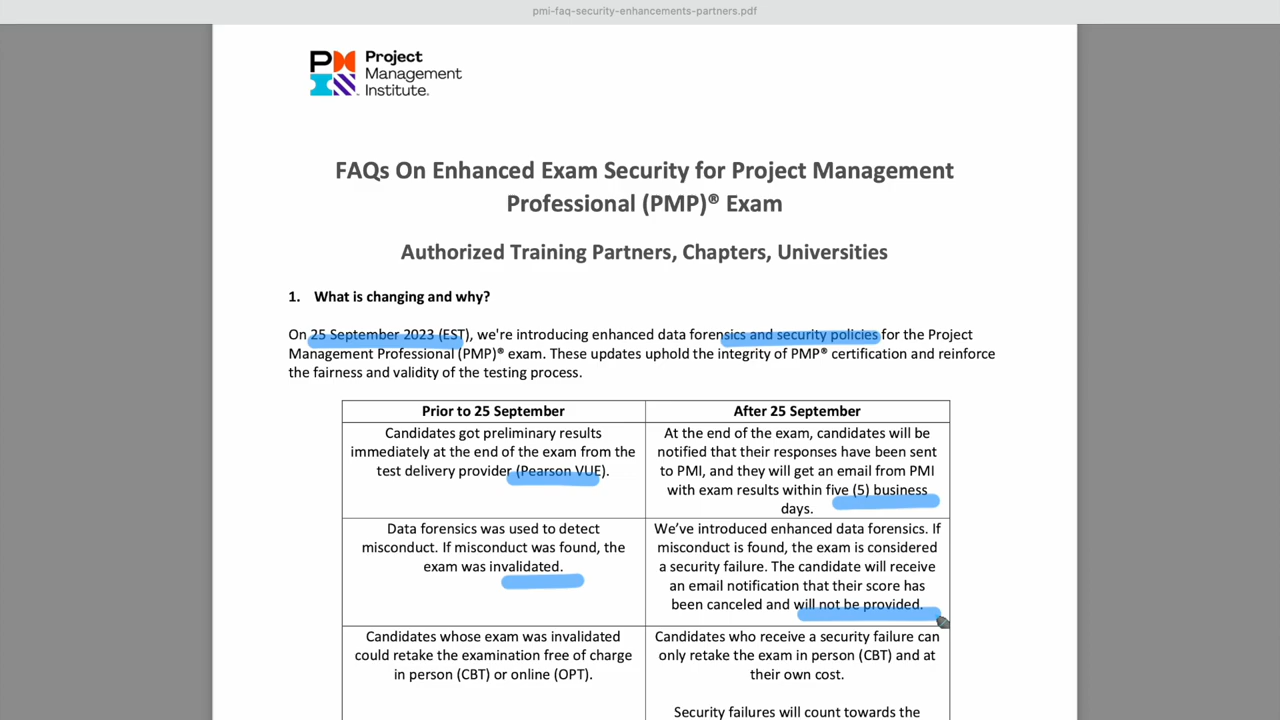 pmi-faq-security-enhancements-partners.pdf
PM
Project
Management
Institute.
FAQs On Enhanced Exam Security for Project Management
Professional (PMP)® Exam
Authorized Training Partners, Chapters, Universities
1. What is changing and why?
On 25 September 2023 (EST), we're introducing enhanced data forensics and security policies for the Project
Management Professional (PMP)® exam. These updates uphold the integrity of PMP® certification and reinforce
the fairness and validity of the testing process.
Prior to 25 September
Candidates got preliminary results
immediately at the end of the exam from the
test delivery provider (Pearson VUE).
After 25 September
At the end of the exam, candidates will be
notified that their responses have been sent
to PMI, and they will get an email from PMI
with exam results within five (5) business
days.
Data forensics was used to detect
misconduct. If misconduct was found, the
exam was invalidated.
We've introduced enhanced data forensics. If
misconduct is found, the exam is considered
a security failure. The candidate will receive
an email notification that their score has
been canceled and will not be provided.
Candidates whose exam was invalidated
could retake the examination free of charge
in person (CBT) or online (OPT).
Candidates who receive a security failure can
only retake the exam in person (CBT) and at
their own cost.
Security failures will count towards the